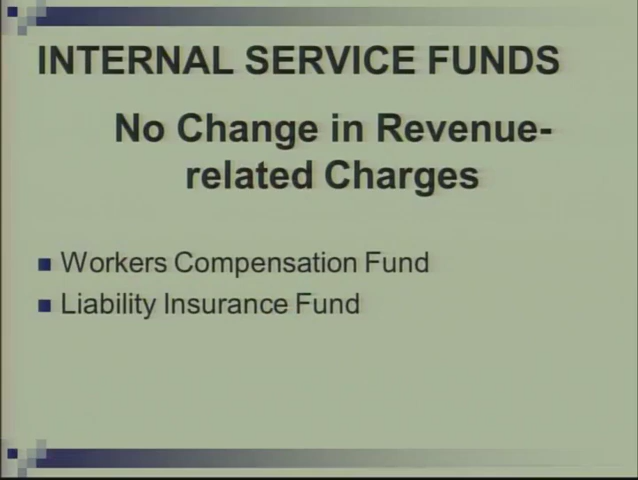 INTERNAL SERVICE FUNDS
No Change in Revenue-
related Charges
Workers Compensation Fund
Liability Insurance Fund